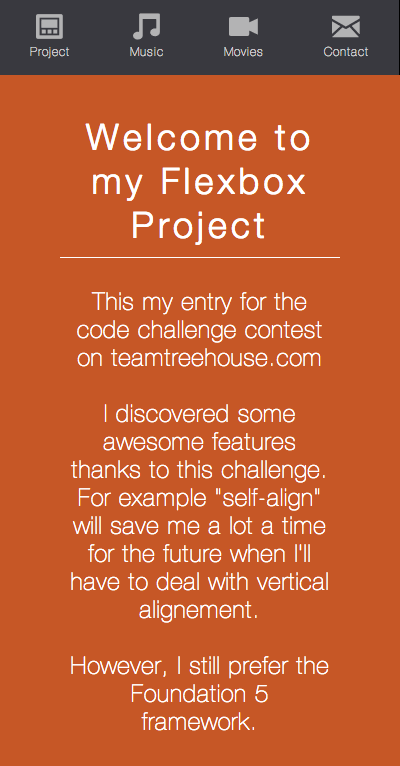 Project Music Movies Contact
Welcome to
my Flexbox
Project
This my entry for the
code challenge contest
on teamtreehouse.com
I discovered some
awesome features
thanks to this challenge.
For example "self-align"
will save me a lot a time
for the future when I'll
have to deal with vertical
alignement.
However, I still prefer the
Foundation 5
framework.